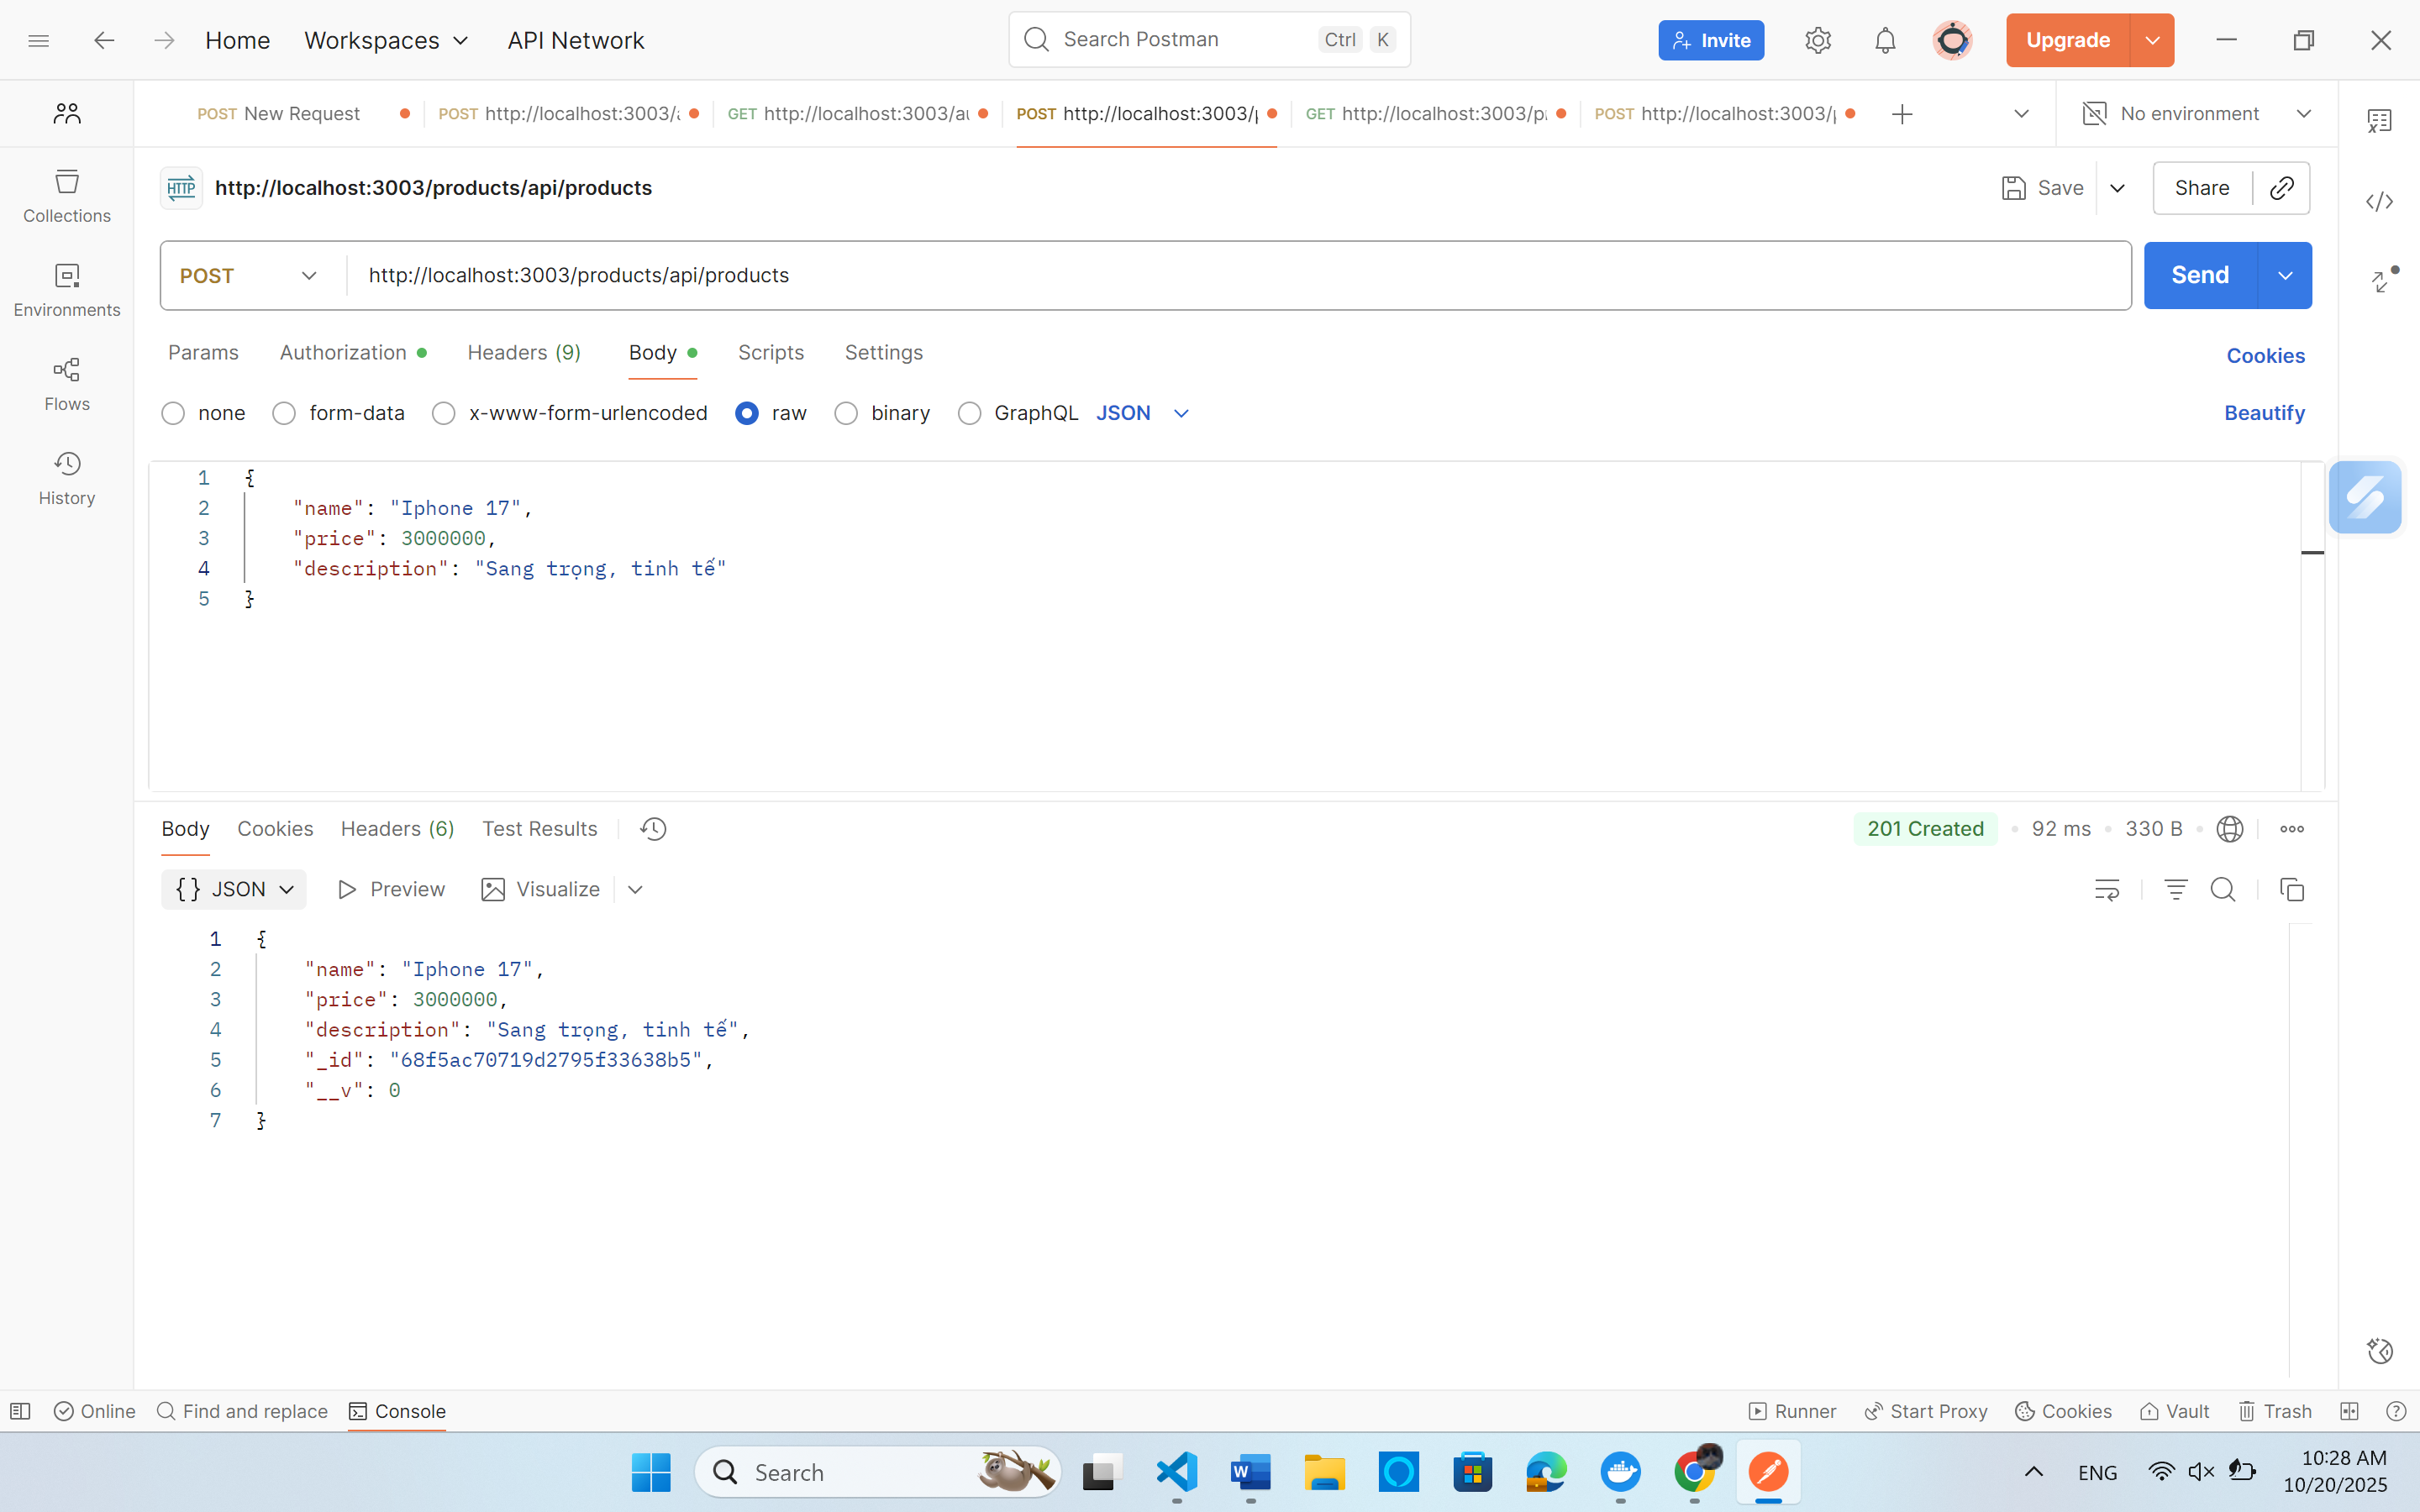 Home Workspaces API Network Search Postman Ctrl K Invite Upgrade
POST New Request POST http://localhost:3003/ GET http://localhost:3003/au POST http://localhost:3003/p GET http://localhost:3003/p POST http://localhost:3003/p No environment
HTTP http://localhost:3003/products/api/products Save Share
POST http://localhost:3003/products/api/products Send
Params Authorization Headers (9) Body Scripts Settings Cookies
none form-data x-www-form-urlencoded raw binary GraphQL JSON Beautify
Collections
Environments
Flows
History
1 {
2 "name": "Iphone 17",
3 "price": 3000000,
4 "description": "Sang trọng, tinh tế"
5 }
Body Cookies Headers (6) Test Results 201 Created 92 ms 330 B
{} JSON Preview Visualize
1 {
2 "name": "Iphone 17",
3 "price": 3000000,
4 "description": "Sang trọng, tinh tế",
5 "_id": "68f5ac70719d2795f33638b5",
6 "__v": 0
7 }
Online Find and replace Console Runner Start Proxy Cookies Vault Trash
Search ENG 10:28 AM
10/20/2025